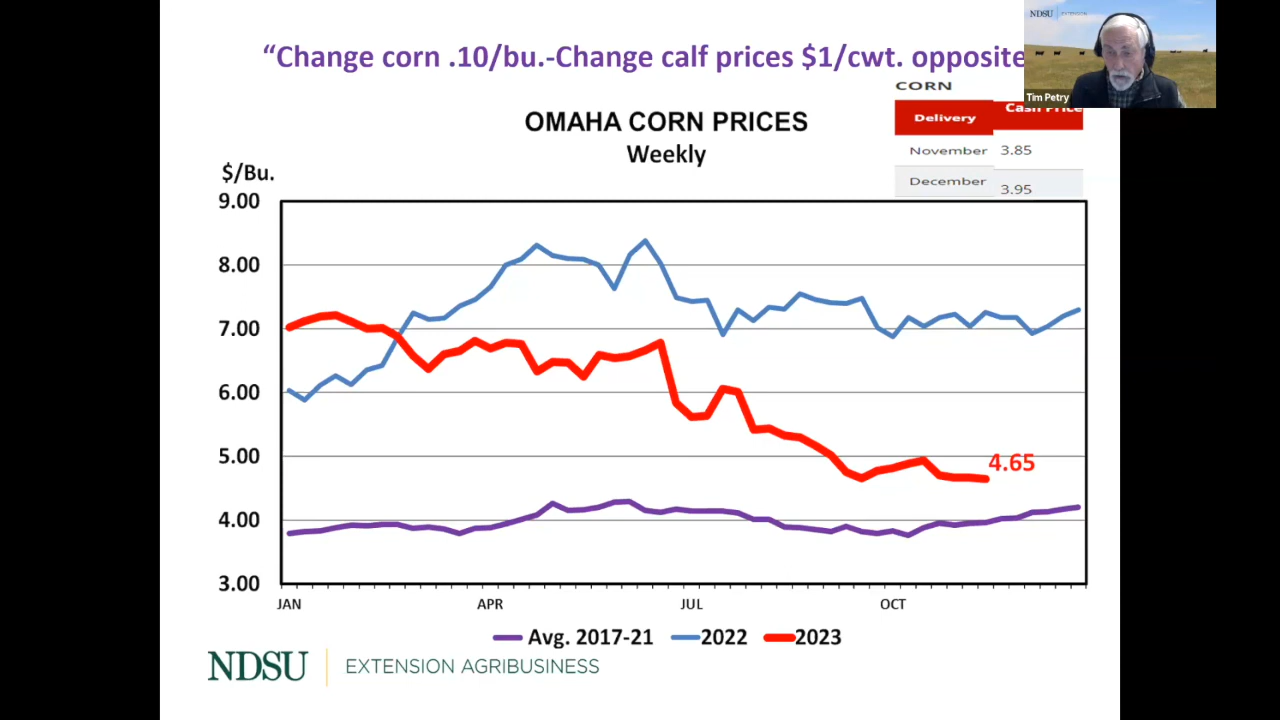 “Change corn .10/bu.-Change calf prices $1/cwt. opposite
NDSU EXTENSION
Tim Petry
CORN
Delivery Cash Price
November 3.85
December 3.95
OMAHA CORN PRICES
Weekly
$/Bu.
9.00
8.00
7.00
6.00
5.00
4.00
3.00
4.65
JAN APR JUL OCT
Avg. 2017-21 2022 2023
NDSU EXTENSION AGRIBUSINESS